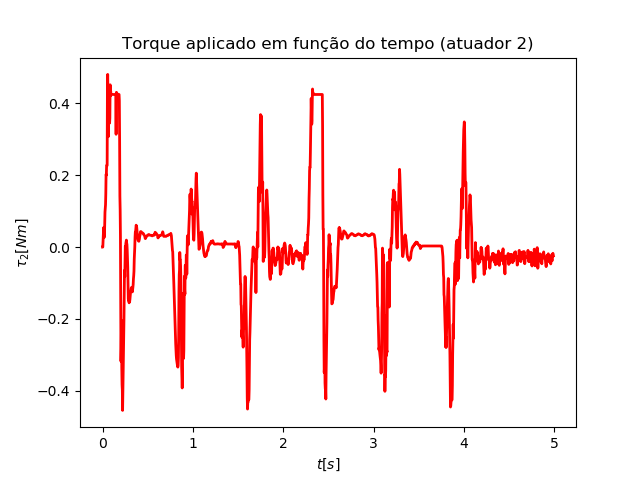 Torque aplicado em função do tempo (atuador 2)
0.4
0.2
0.0
−0.2
−0.4
τ₂[Nm]
0 1 2 3 4 5
t[s]